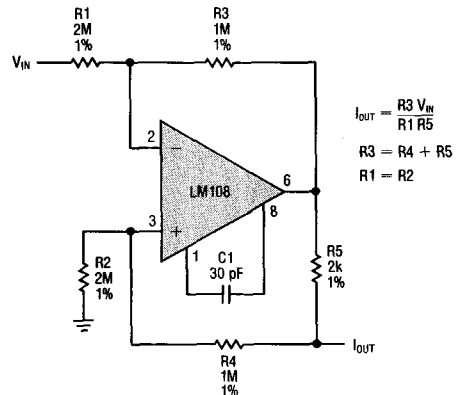 R1
2M
1%
R3
1M
1%
VIN
IOUT = R3 VIN
R1 R5
R3 = R4 + R5
R1 = R2
2
−
LM108
6
8
3
+
1
C1
30 pF
R2
2M
1%
R5
2k
1%
R4
1M
1%
IOUT